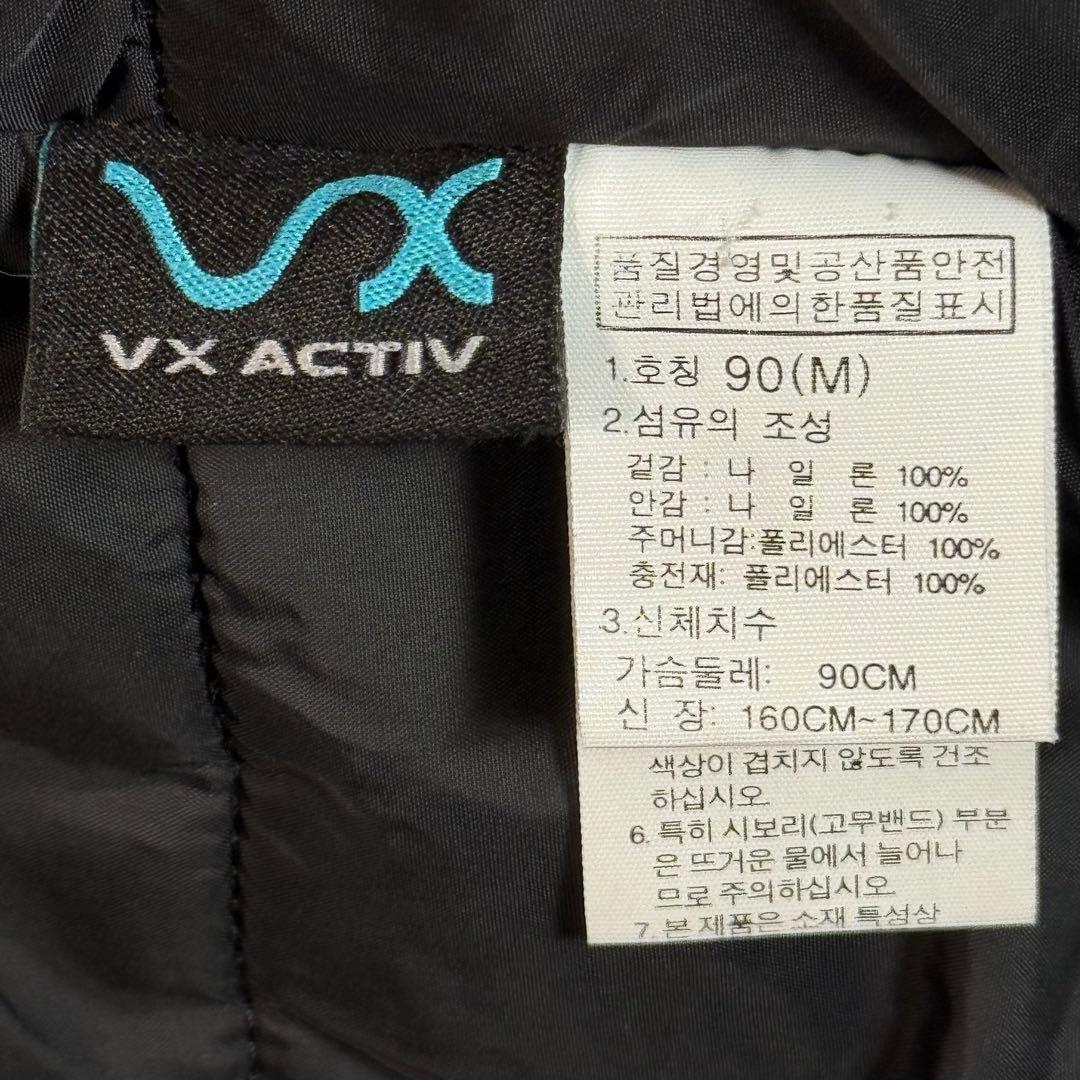 VX
VX ACTIV
품질경영및공산품안전
관리법에의한품질표시
1.호칭 90(M)
2.섬유의 조성
겉감 : 나 일 론 100%
안감 : 나 일 론 100%
주머니감:폴리에스터 100%
충전재: 폴리에스터 100%
3.신체치수
가슴둘레: 90CM
신 장: 160CM~170CM
색상이 겹치지 않도록 건조
하십시오
6. 특히 시보리(고무밴드) 부분
은 뜨거운 물에서 늘어나
므로 주의하십시오
7. 본 제품은 소재 특성상